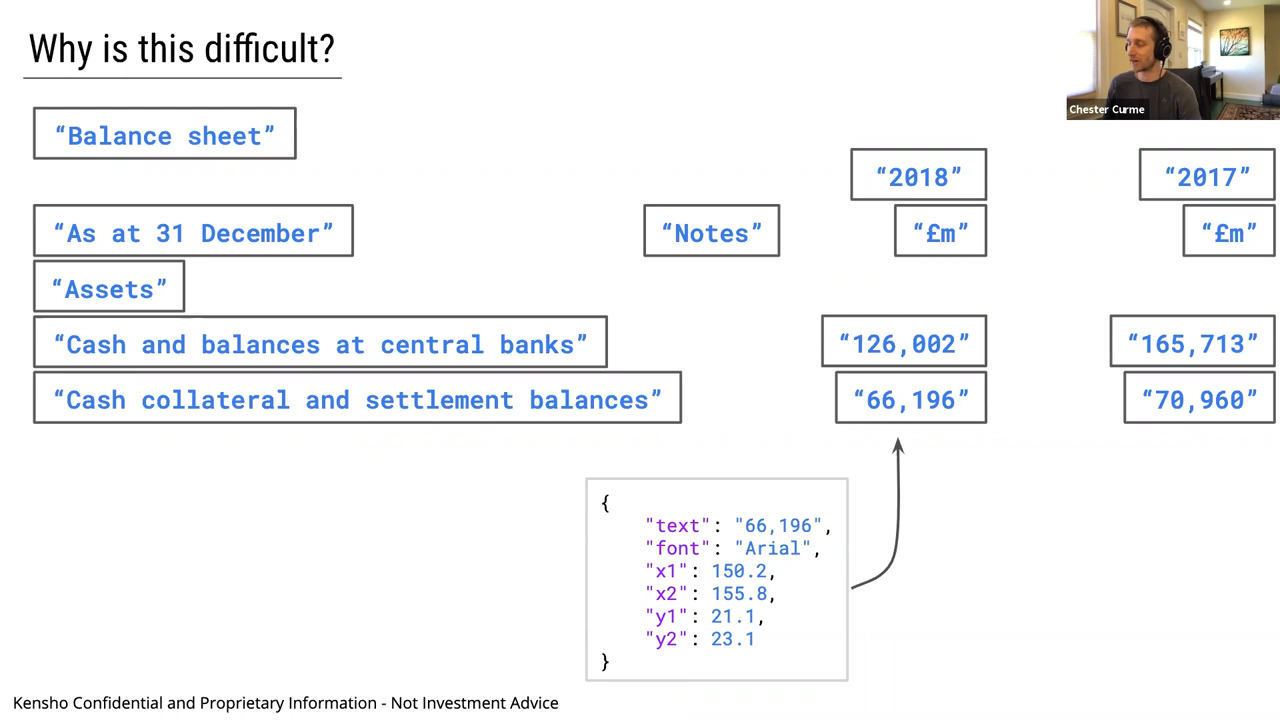 Why is this difficult?
Chester Curme
“Balance sheet”
“2018” “2017”
“As at 31 December” “Notes” “£m” “£m”
“Assets”
“Cash and balances at central banks” “126,002” “165,713”
“Cash collateral and settlement balances” “66,196” “70,960”
{
"text": "66,196",
"font": "Arial",
"x1": 150.2,
"x2": 155.8,
"y1": 21.1,
"y2": 23.1
}
Kensho Confidential and Proprietary Information - Not Investment Advice